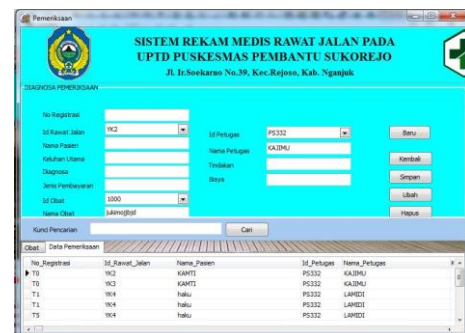 Pemeriksaan
SISTEM REKAM MEDIS RAWAT JALAN PADA
UPTD PUSKESMAS PEMBANTU SUKOREJO
Jl. Ir.Soekarno No.39, Kec.Rejoso, Kab. Nganjuk
DIAGNOSA PEMERIKSAAN
No Registrasi
Id Rawat Jalan YK2 Id Petugas PS332 Baru
Nama Pasien Nama Petugas KAJIMU
Keluhan Utama Tindakan Kembali
Diagnosa Biaya Simpan
Jenis Pembayaran
Id Obat 1000 Ubah
Nama Obat jukimojjbjd Hapus
Kunci Pencarian Cari
Obat Data Pemeriksaan
No_Registrasi Id_Rawat_Jalan Nama_Pasien Id_Petugas Nama_Petugas
T0 YK2 KAMTI PS332 KAJIMU
T0 YK3 KAMTI PS332 KAJIMU
T1 YK4 haku PS332 LAMIDI
T1 YK4 haku PS332 LAMIDI
T5 YK4 haku PS332 LAMIDI